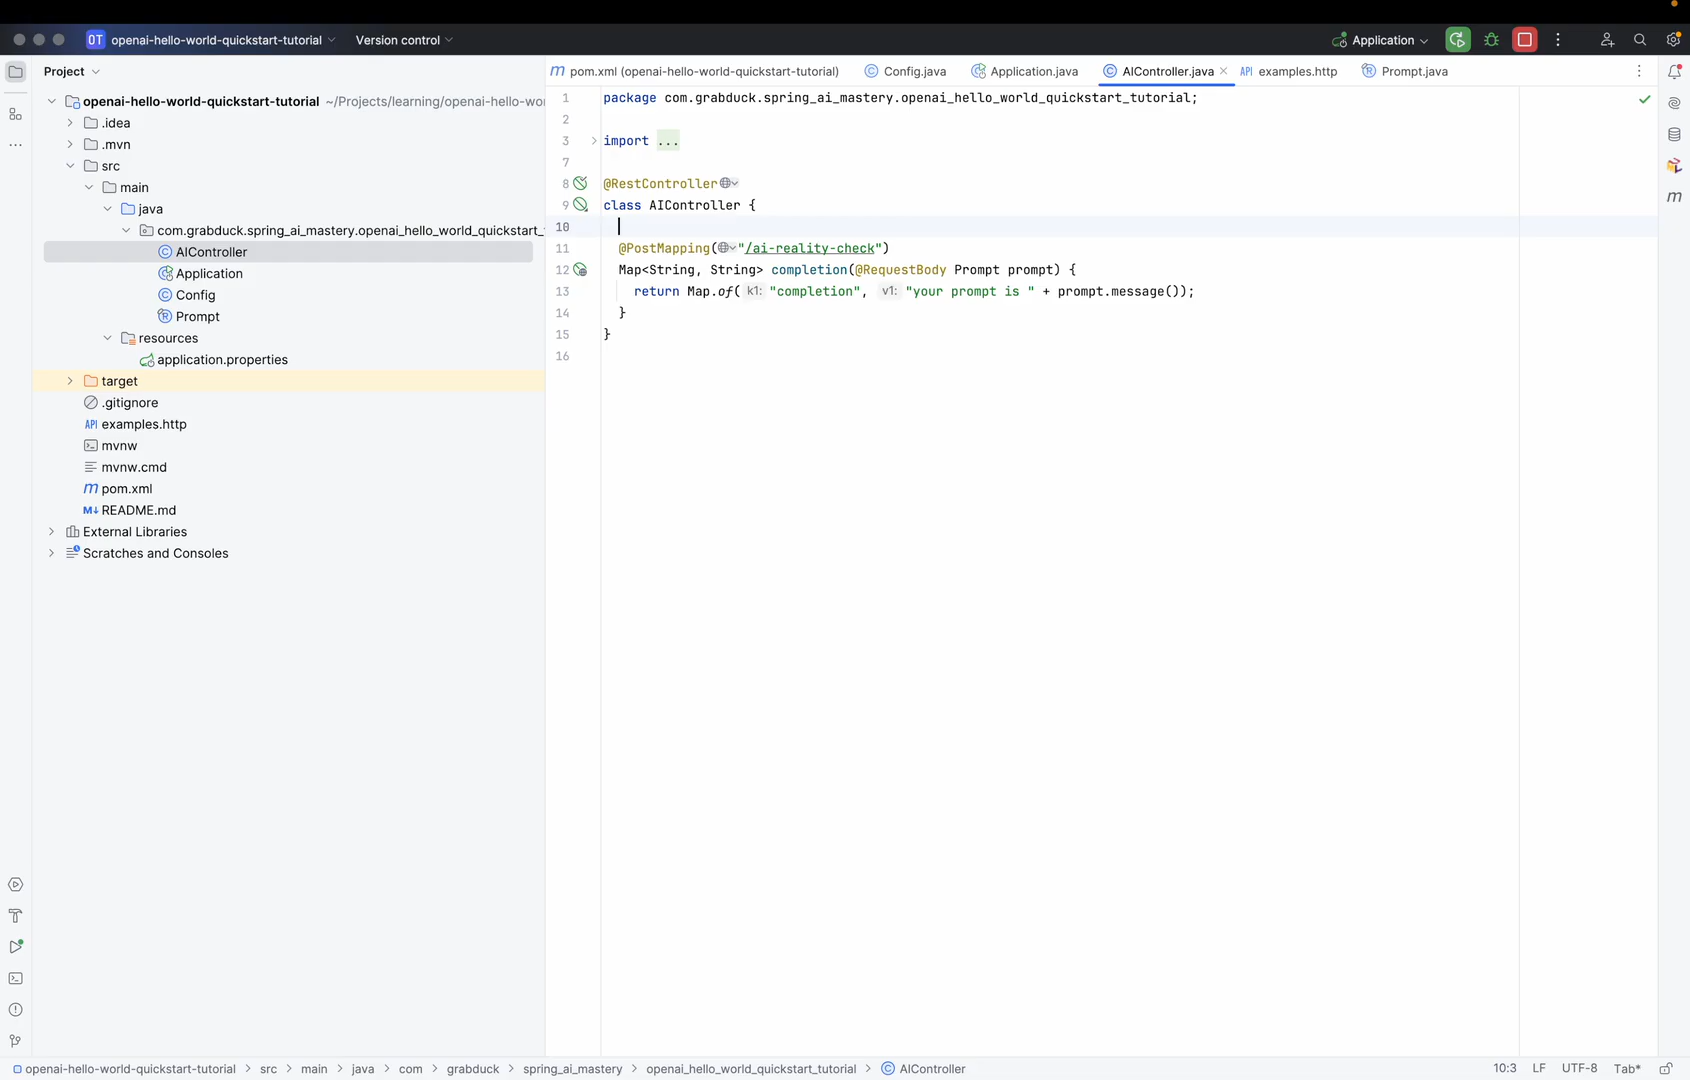 OT openai-hello-world-quickstart-tutorial Version control Application
Project
openai-hello-world-quickstart-tutorial ~/Projects/learning/openai-hello-wor
.idea
.mvn
src
main
java
com.grabduck.spring_ai_mastery.openai_hello_world_quickstart_
AIController
Application
Config
Prompt
resources
application.properties
target
.gitignore
API examples.http
mvnw
mvnw.cmd
m pom.xml
M↓ README.md
External Libraries
Scratches and Consoles
m pom.xml (openai-hello-world-quickstart-tutorial) Config.java Application.java AIController.java API examples.http Prompt.java
1 package com.grabduck.spring_ai_mastery.openai_hello_world_quickstart_tutorial;
2
3 import ...
7
8 @RestController
9 class AIController {
10
11 @PostMapping("/ai-reality-check")
12 Map<String, String> completion(@RequestBody Prompt prompt) {
13 return Map.of( k1: "completion", v1: "your prompt is " + prompt.message());
14 }
15 }
16
m
openai-hello-world-quickstart-tutorial > src > main > java > com > grabduck > spring_ai_mastery > openai_hello_world_quickstart_tutorial > AIController 10:3 LF UTF-8 Tab*